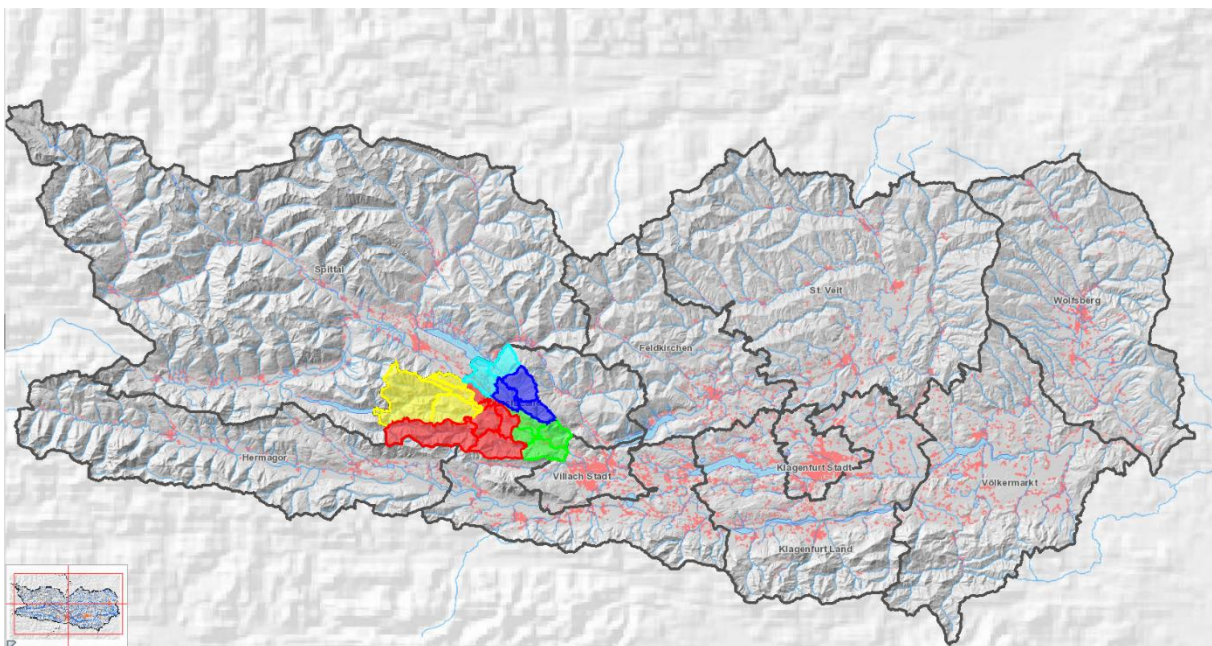 Spittal
St. Veit
Wolfsberg
Feldkirchen
Hermagor
Villach Stadt
Klagenfurt Stadt
Völkermarkt
Klagenfurt Land